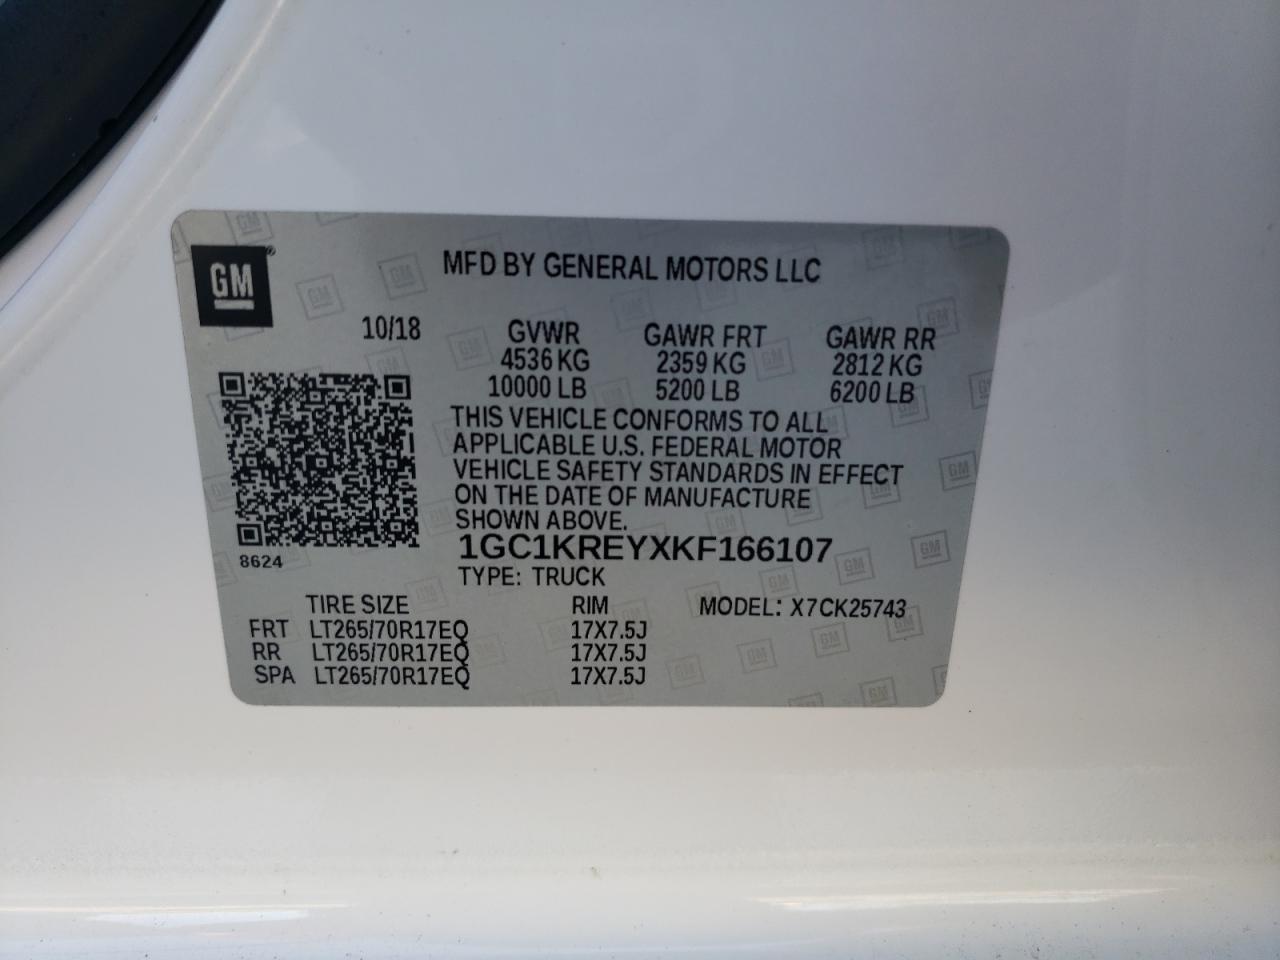 GM®
MFD BY GENERAL MOTORS LLC
10/18 GVWR GAWR FRT GAWR RR
4536 KG 2359 KG 2812 KG
10000 LB 5200 LB 6200 LB
THIS VEHICLE CONFORMS TO ALL
APPLICABLE U.S. FEDERAL MOTOR
VEHICLE SAFETY STANDARDS IN EFFECT
ON THE DATE OF MANUFACTURE
SHOWN ABOVE.
1GC1KREYXKF166107
8624
TYPE: TRUCK
TIRE SIZE RIM MODEL: X7CK25743
FRT LT265/70R17EQ 17X7.5J
RR LT265/70R17EQ 17X7.5J
SPA LT265/70R17EQ 17X7.5J